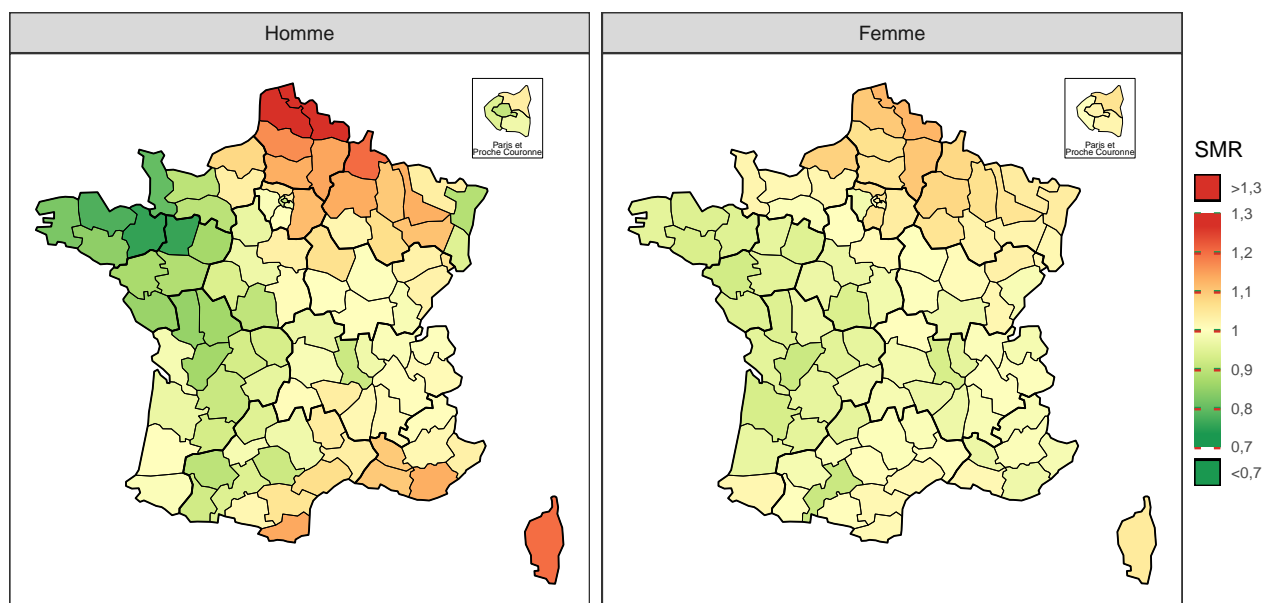 Homme
Femme
Paris et
Proche Couronne
Paris et
Proche Couronne
SMR
>1,3
1,3
1,2
1,1
1
0,9
0,8
0,7
<0,7